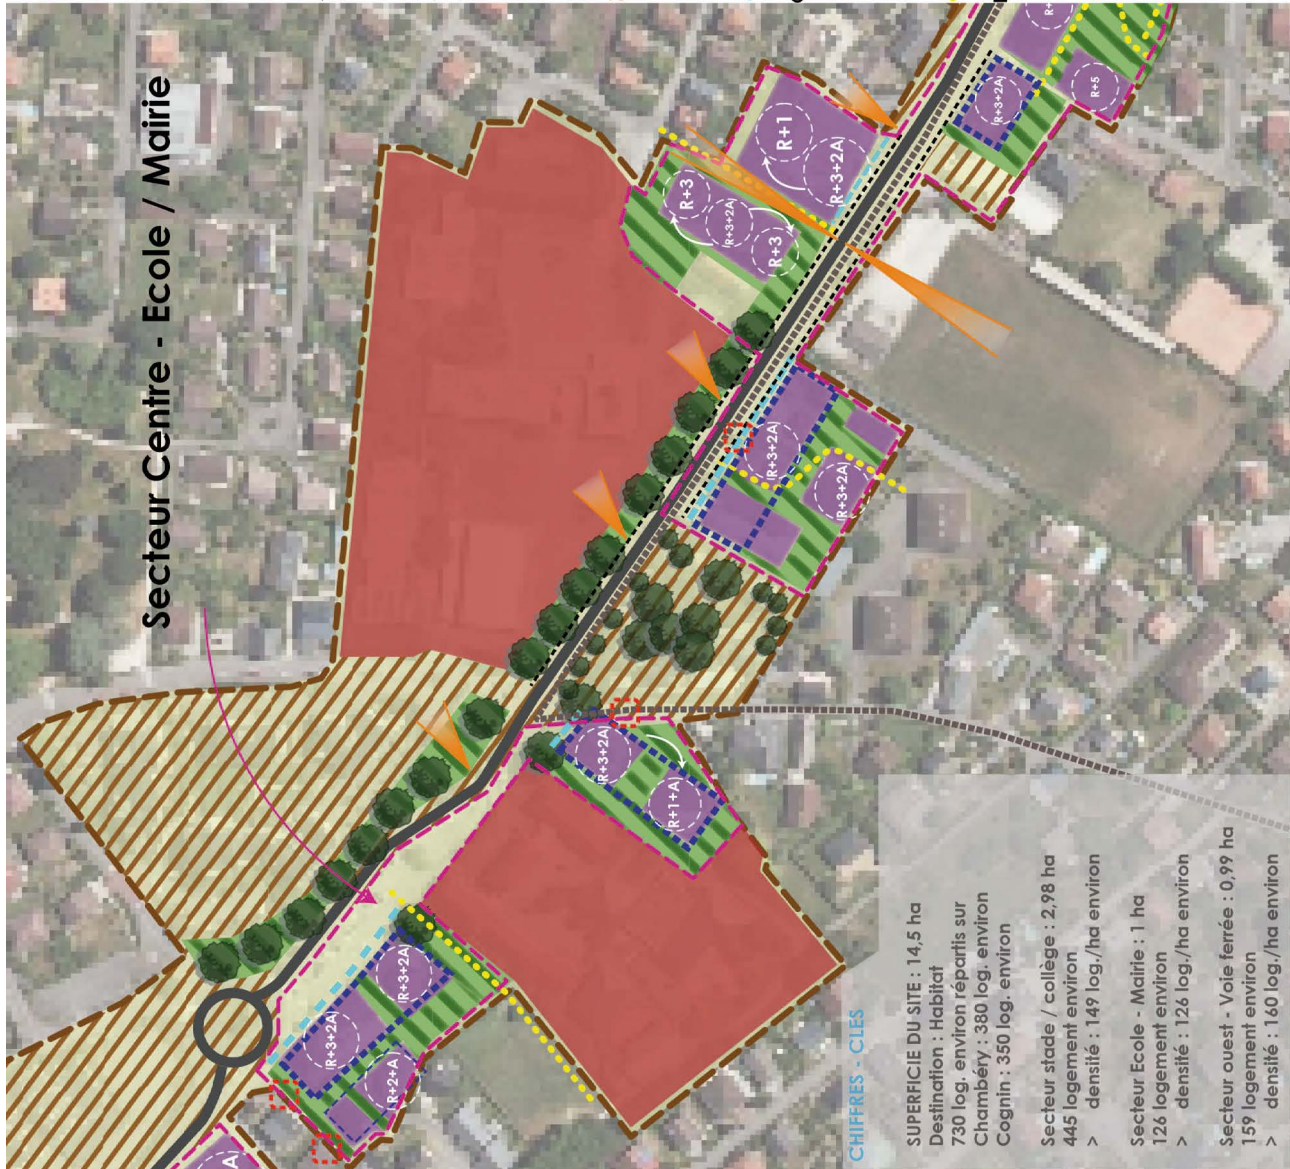 Secteur Centre - Ecole / Mairie
R+1
R+3+2A
R+3
R+3+2A
R+3
R+3+2A
R+5
R+3+2A
R+3+2A
R+3+2A
R+1+A
R+3+2A
R+3+2A
R+2+A
CHIFFRES - CLES
SUPERFICIE DU SITE : 14,5 ha
Destination : Habitat
730 log. environ répartis sur
Chambéry : 380 log. environ
Cognin : 350 log. environ
Secteur stade / collège : 2,98 ha
445 logement environ
> densité : 149 log./ha environ
Secteur Ecole - Mairie : 1 ha
126 logement environ
> densité : 126 log./ha environ
Secteur ouest - Voie ferrée : 0,99 ha
159 logement environ
> densité : 160 log./ha environ